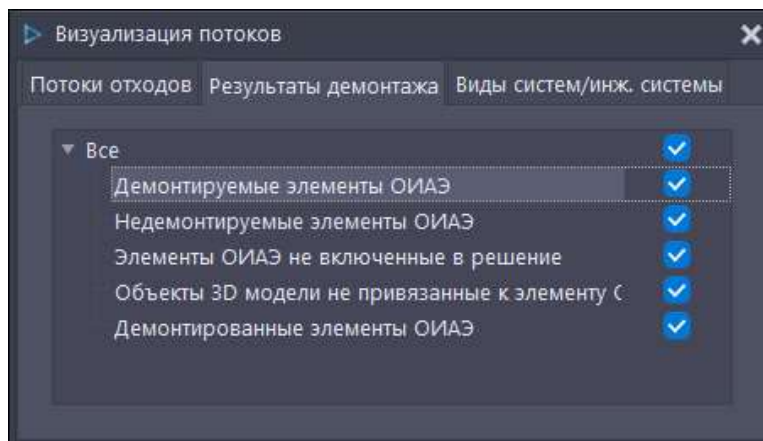 Визуализация потоков
Потоки отходов Результаты демонтажа Виды систем/инж. системы
Все
Демонтируемые элементы ОИАЭ
Недемонтируемые элементы ОИАЭ
Элементы ОИАЭ не включенные в решение
Объекты 3D модели не привязанные к элементу
Демонтированные элементы ОИАЭ